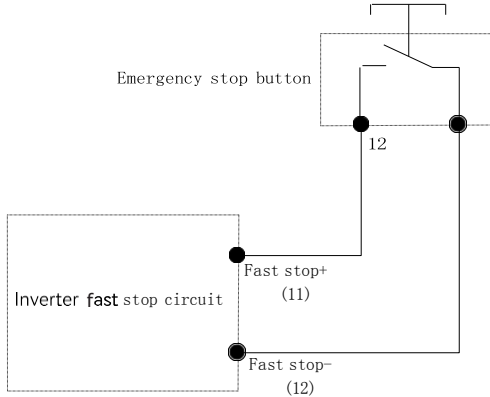 Emergency stop button
12
Fast stop+
(11)
Inverter fast stop circuit
Fast stop-
(12)